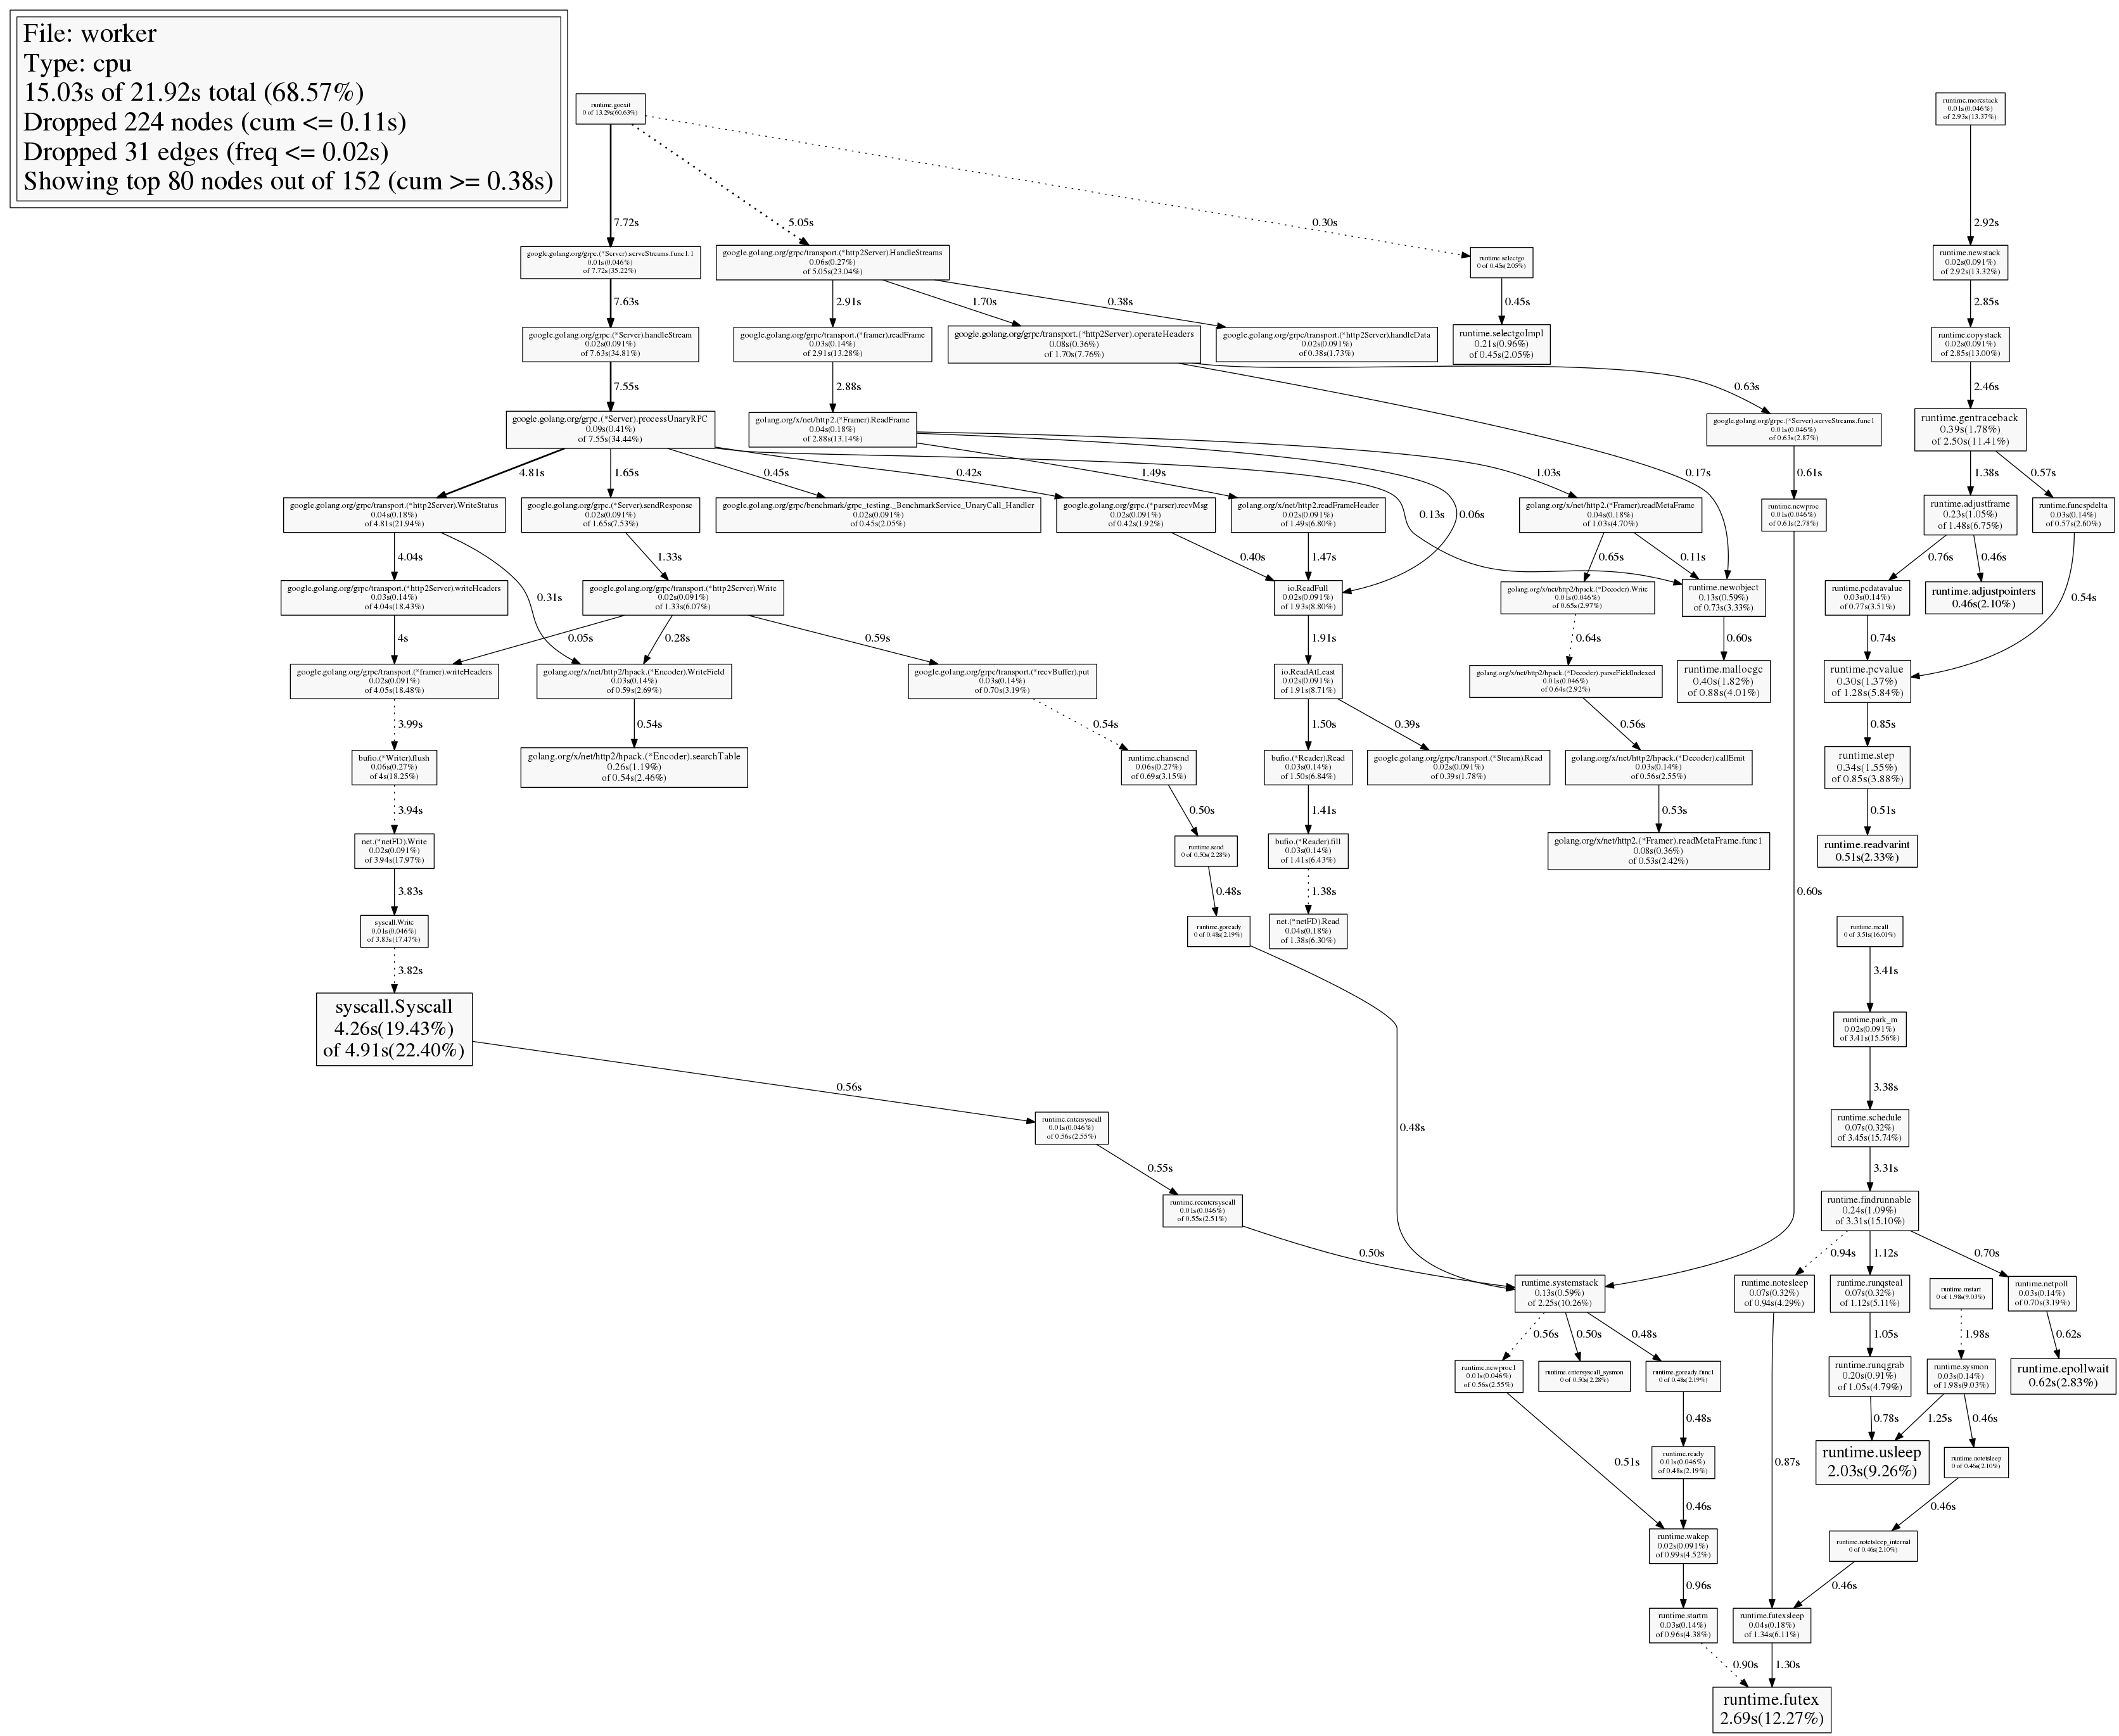 File: worker
Type: cpu
15.03s of 21.92s total (68.57%)
Dropped 224 nodes (cum <= 0.11s)
Dropped 31 edges (freq <= 0.02s)
Showing top 80 nodes out of 152 (cum >= 0.38s)
runtime.goexit
0 of 13.29s(60.63%)
runtime.morestack
0.01s(0.046%)
of 2.93s(13.37%)
7.72s
5.05s
0.30s
2.92s
google.golang.org/grpc.(*Server).serveStreams.func1.1
0.01s(0.046%)
of 7.72s(35.22%)
google.golang.org/grpc/transport.(*http2Server).HandleStreams
0.06s(0.27%)
of 5.05s(23.04%)
runtime.selectgo
0 of 0.45s(2.05%)
runtime.newstack
0.02s(0.091%)
of 2.92s(13.32%)
7.63s
2.91s
1.70s
0.38s
0.45s
2.85s
google.golang.org/grpc.(*Server).handleStream
0.02s(0.091%)
of 7.63s(34.81%)
google.golang.org/grpc/transport.(*framer).readFrame
0.03s(0.14%)
of 2.91s(13.28%)
google.golang.org/grpc/transport.(*http2Server).operateHeaders
0.08s(0.36%)
of 1.70s(7.76%)
google.golang.org/grpc/transport.(*http2Server).handleData
0.02s(0.091%)
of 0.38s(1.73%)
runtime.selectgoImpl
0.21s(0.96%)
of 0.45s(2.05%)
runtime.copystack
0.02s(0.091%)
of 2.85s(13.00%)
7.55s
2.88s
0.63s
2.46s
google.golang.org/grpc.(*Server).processUnaryRPC
0.09s(0.41%)
of 7.55s(34.44%)
golang.org/x/net/http2.(*Framer).ReadFrame
0.04s(0.18%)
of 2.88s(13.14%)
google.golang.org/grpc.(*Server).serveStreams.func1
0.01s(0.046%)
of 0.63s(2.87%)
runtime.gentraceback
0.39s(1.78%)
of 2.50s(11.41%)
4.81s
1.65s
0.45s
0.42s
1.49s
1.03s
0.17s
0.61s
1.38s
0.57s
google.golang.org/grpc/transport.(*http2Server).WriteStatus
0.04s(0.18%)
of 4.81s(21.94%)
google.golang.org/grpc.(*Server).sendResponse
0.02s(0.091%)
of 1.65s(7.53%)
google.golang.org/grpc/benchmark/grpc_testing._BenchmarkService_UnaryCall_Handler
0.02s(0.091%)
of 0.45s(2.05%)
google.golang.org/grpc.(*parser).recvMsg
0.02s(0.091%)
of 0.42s(1.92%)
golang.org/x/net/http2.readFrameHeader
0.02s(0.091%)
of 1.49s(6.80%)
0.13s
0.06s
golang.org/x/net/http2.(*Framer).readMetaFrame
0.04s(0.18%)
of 1.03s(4.70%)
runtime.newproc
0.01s(0.046%)
of 0.61s(2.78%)
runtime.adjustframe
0.23s(1.05%)
of 1.48s(6.75%)
runtime.funcspdelta
0.03s(0.14%)
of 0.57s(2.60%)
4.04s
1.33s
0.40s
1.47s
0.65s
0.11s
0.76s
0.46s
google.golang.org/grpc/transport.(*http2Server).writeHeaders
0.03s(0.14%)
of 4.04s(18.43%)
0.31s
google.golang.org/grpc/transport.(*http2Server).Write
0.02s(0.091%)
of 1.33s(6.07%)
io.ReadFull
0.02s(0.091%)
of 1.93s(8.80%)
golang.org/x/net/http2/hpack.(*Decoder).Write
0.01s(0.046%)
of 0.65s(2.97%)
runtime.newobject
0.13s(0.59%)
of 0.73s(3.33%)
runtime.pcdatavalue
0.03s(0.14%)
of 0.77s(3.51%)
runtime.adjustpointers
0.46s(2.10%)
0.54s
4s
0.05s
0.28s
0.59s
1.91s
0.64s
0.60s
0.74s
google.golang.org/grpc/transport.(*framer).writeHeaders
0.02s(0.091%)
of 4.05s(18.48%)
golang.org/x/net/http2/hpack.(*Encoder).WriteField
0.03s(0.14%)
of 0.59s(2.69%)
google.golang.org/grpc/transport.(*recvBuffer).put
0.03s(0.14%)
of 0.70s(3.19%)
io.ReadAtLeast
0.02s(0.091%)
of 1.91s(8.71%)
golang.org/x/net/http2/hpack.(*Decoder).parseFieldIndexed
0.01s(0.046%)
of 0.64s(2.92%)
runtime.mallocgc
0.40s(1.82%)
of 0.88s(4.01%)
runtime.pcvalue
0.30s(1.37%)
of 1.28s(5.84%)
3.99s
0.54s
0.54s
1.50s
0.39s
0.56s
0.85s
bufio.(*Writer).flush
0.06s(0.27%)
of 4s(18.25%)
golang.org/x/net/http2/hpack.(*Encoder).searchTable
0.26s(1.19%)
of 0.54s(2.46%)
runtime.chansend
0.06s(0.27%)
of 0.69s(3.15%)
bufio.(*Reader).Read
0.03s(0.14%)
of 1.50s(6.84%)
google.golang.org/grpc/transport.(*Stream).Read
0.02s(0.091%)
of 0.39s(1.78%)
golang.org/x/net/http2/hpack.(*Decoder).callEmit
0.03s(0.14%)
of 0.56s(2.55%)
runtime.step
0.34s(1.55%)
of 0.85s(3.88%)
3.94s
0.50s
1.41s
0.53s
0.51s
net.(*netFD).Write
0.02s(0.091%)
of 3.94s(17.97%)
runtime.send
0 of 0.50s(2.28%)
bufio.(*Reader).fill
0.03s(0.14%)
of 1.41s(6.43%)
golang.org/x/net/http2.(*Framer).readMetaFrame.func1
0.08s(0.36%)
of 0.53s(2.42%)
runtime.readvarint
0.51s(2.33%)
3.83s
0.48s
1.38s
0.60s
syscall.Write
0.01s(0.046%)
of 3.83s(17.47%)
runtime.goready
0 of 0.48s(2.19%)
net.(*netFD).Read
0.04s(0.18%)
of 1.38s(6.30%)
runtime.mcall
0 of 3.51s(16.01%)
3.82s
3.41s
syscall.Syscall
4.26s(19.43%)
of 4.91s(22.40%)
runtime.park_m
0.02s(0.091%)
of 3.41s(15.56%)
0.56s
3.38s
runtime.entersyscall
0.01s(0.046%)
of 0.56s(2.55%)
0.48s
runtime.schedule
0.07s(0.32%)
of 3.45s(15.74%)
0.55s
3.31s
runtime.reentersyscall
0.01s(0.046%)
of 0.55s(2.51%)
runtime.findrunnable
0.24s(1.09%)
of 3.31s(15.10%)
0.50s
0.94s
1.12s
0.70s
runtime.systemstack
0.13s(0.59%)
of 2.25s(10.26%)
runtime.notesleep
0.07s(0.32%)
of 0.94s(4.29%)
runtime.runqsteal
0.07s(0.32%)
of 1.12s(5.11%)
runtime.mstart
0 of 1.98s(9.03%)
runtime.netpoll
0.03s(0.14%)
of 0.70s(3.19%)
0.56s
0.50s
0.48s
1.05s
1.98s
0.62s
runtime.newproc1
0.01s(0.046%)
of 0.56s(2.55%)
runtime.entersyscall_sysmon
0 of 0.50s(2.28%)
runtime.goready.func1
0 of 0.48s(2.19%)
runtime.runqgrab
0.20s(0.91%)
of 1.05s(4.79%)
runtime.sysmon
0.03s(0.14%)
of 1.98s(9.03%)
runtime.epollwait
0.62s(2.83%)
0.48s
0.78s
1.25s
0.46s
0.51s
runtime.ready
0.01s(0.046%)
of 0.48s(2.19%)
0.87s
runtime.usleep
2.03s(9.26%)
runtime.notetsleep
0 of 0.46s(2.10%)
0.46s
0.46s
runtime.wakep
0.02s(0.091%)
of 0.99s(4.52%)
runtime.notetsleep_internal
0 of 0.46s(2.10%)
0.96s
0.46s
runtime.startm
0.03s(0.14%)
of 0.96s(4.38%)
runtime.futexsleep
0.04s(0.18%)
of 1.34s(6.11%)
0.90s
1.30s
runtime.futex
2.69s(12.27%)